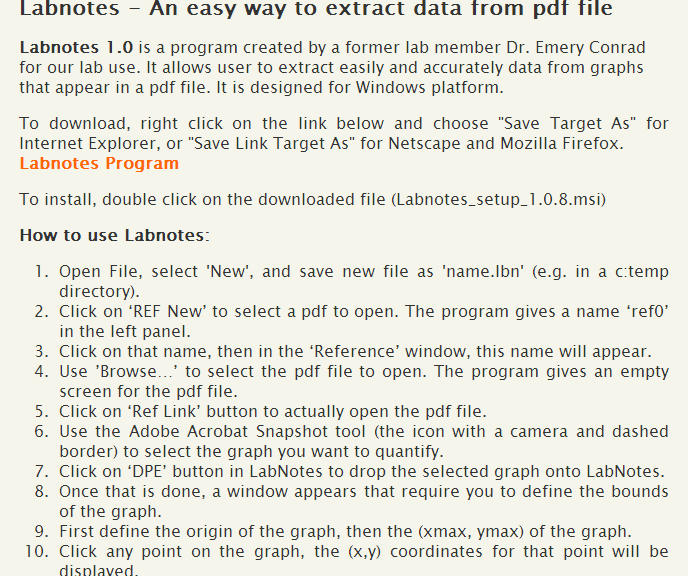 Labnotes – An easy way to extract data from pdf file
Labnotes 1.0 is a program created by a former lab member Dr. Emery Conrad
for our lab use. It allows user to extract easily and accurately data from graphs
that appear in a pdf file. It is designed for Windows platform.
To download, right click on the link below and choose "Save Target As" for
Internet Explorer, or "Save Link Target As" for Netscape and Mozilla Firefox.
Labnotes Program
To install, double click on the downloaded file (Labnotes_setup_1.0.8.msi)
How to use Labnotes:
1. Open File, select 'New', and save new file as 'name.lbn' (e.g. in a c:temp
directory).
2. Click on ‘REF New’ to select a pdf to open. The program gives a name ‘ref0’
in the left panel.
3. Click on that name, then in the ‘Reference’ window, this name will appear.
4. Use ’Browse…’ to select the pdf file to open. The program gives an empty
screen for the pdf file.
5. Click on ‘Ref Link’ button to actually open the pdf file.
6. Use the Adobe Acrobat Snapshot tool (the icon with a camera and dashed
border) to select the graph you want to quantify.
7. Click on ‘DPE’ button in LabNotes to drop the selected graph onto LabNotes.
8. Once that is done, a window appears that require you to define the bounds
of the graph.
9. First define the origin of the graph, then the (xmax, ymax) of the graph.
10. Click any point on the graph, the (x,y) coordinates for that point will be
displayed.